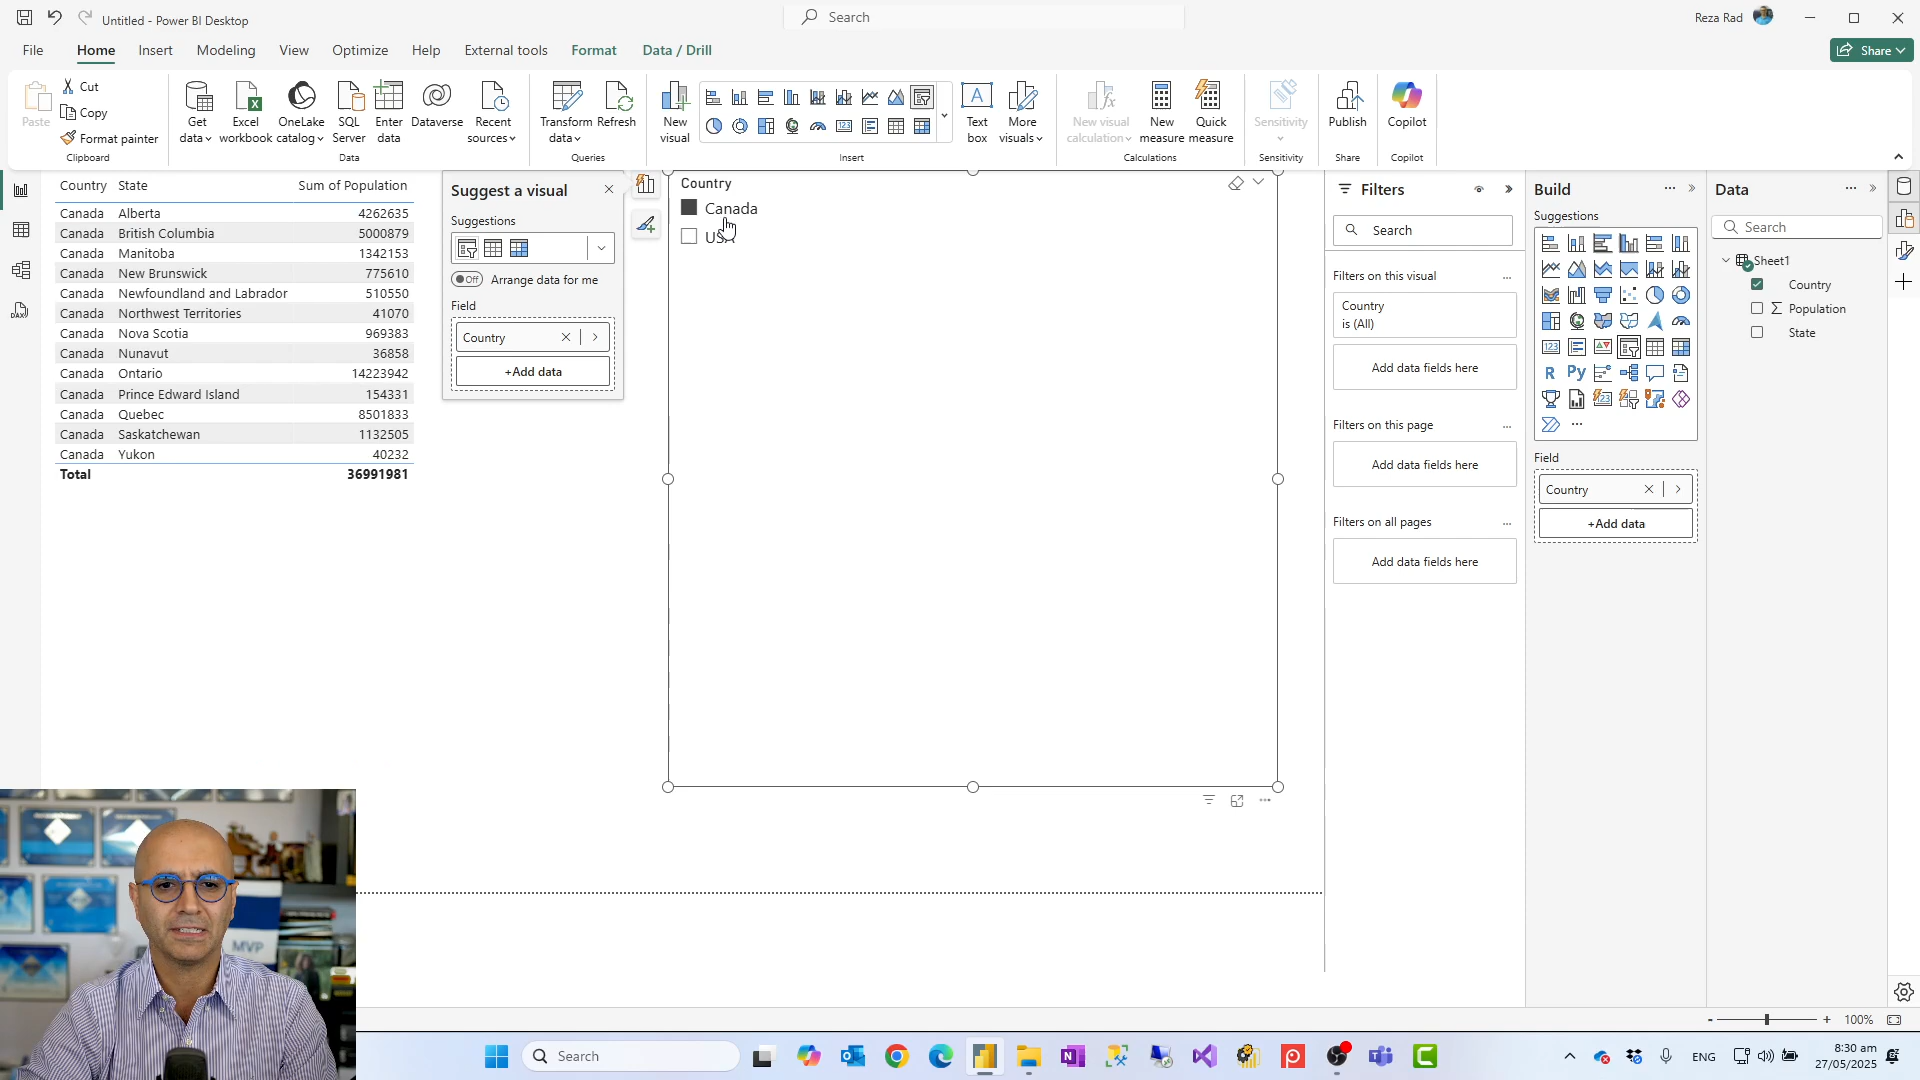 Untitled - Power BI Desktop
Search
Reza Rad
File
Home
Insert
Modeling
View
Optimize
Help
External tools
Format
Data / Drill
Share
Paste
Cut
Copy
Format painter
Clipboard
Get data
Excel workbook
OneLake catalog
SQL Server
Enter data
Dataverse
Recent sources
Data
Transform data
Refresh
Queries
New visual
Text box
More visuals
Insert
New visual calculation
New measure
Quick measure
Calculations
Sensitivity
Sensitivity
Publish
Share
Copilot
Copilot
Country State Sum of Population
Canada Alberta 4262635
Canada British Columbia 5000879
Canada Manitoba 1342153
Canada New Brunswick 775610
Canada Newfoundland and Labrador 510550
Canada Northwest Territories 41070
Canada Nova Scotia 969383
Canada Nunavut 36858
Canada Ontario 14223942
Canada Prince Edward Island 154331
Canada Quebec 8501833
Canada Saskatchewan 1132505
Canada Yukon 40232
Total 36991981
Suggest a visual
Suggestions
Off Arrange data for me
Field
Country
+Add data
Country
Canada
USA
Filters
Search
Filters on this visual
Country
is (All)
Add data fields here
Filters on this page
Add data fields here
Filters on all pages
Add data fields here
Build
Suggestions
R Py
Field
Country
+Add data
Data
Search
Sheet1
Country
Population
State
DAX
MVP
100%
Search
ENG
8:30 am
27/05/2025